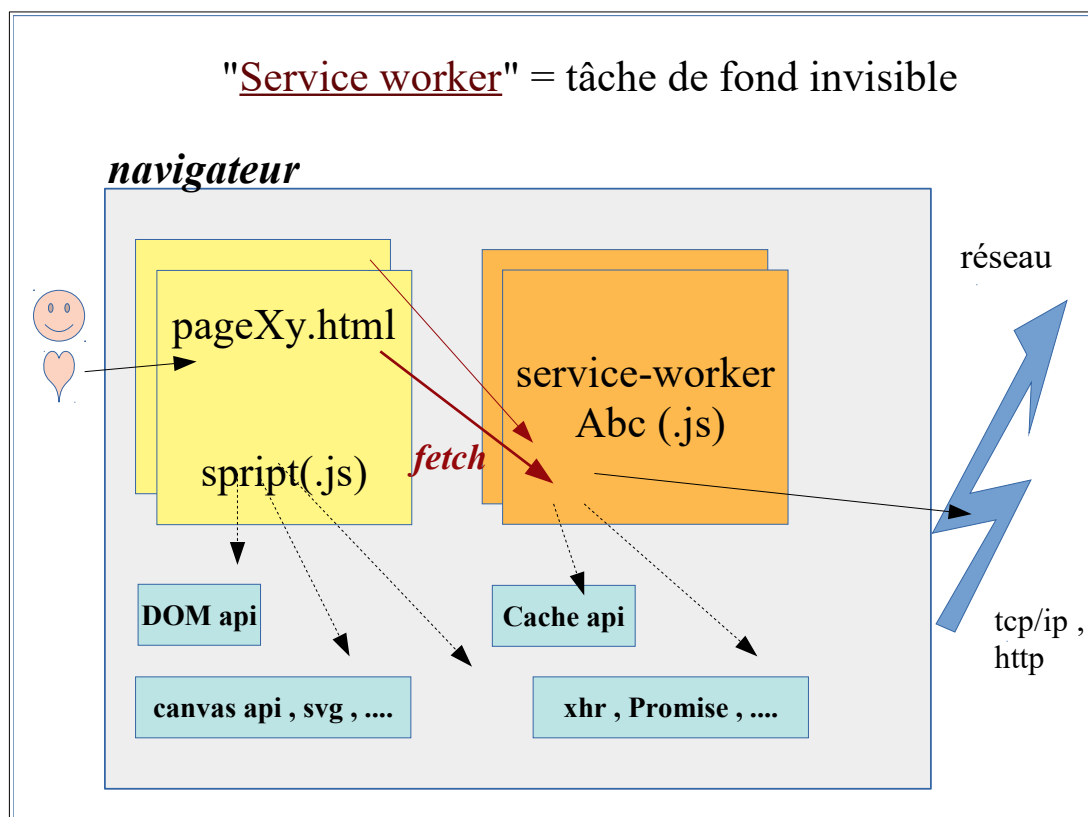 "Service worker" = tâche de fond invisible
navigateur
réseau
pageXy.html
service-worker
Abc (.js)
fetch
spript(.js)
DOM api
Cache api
tcp/ip ,
http
canvas api , svg , ....
xhr , Promise , ....